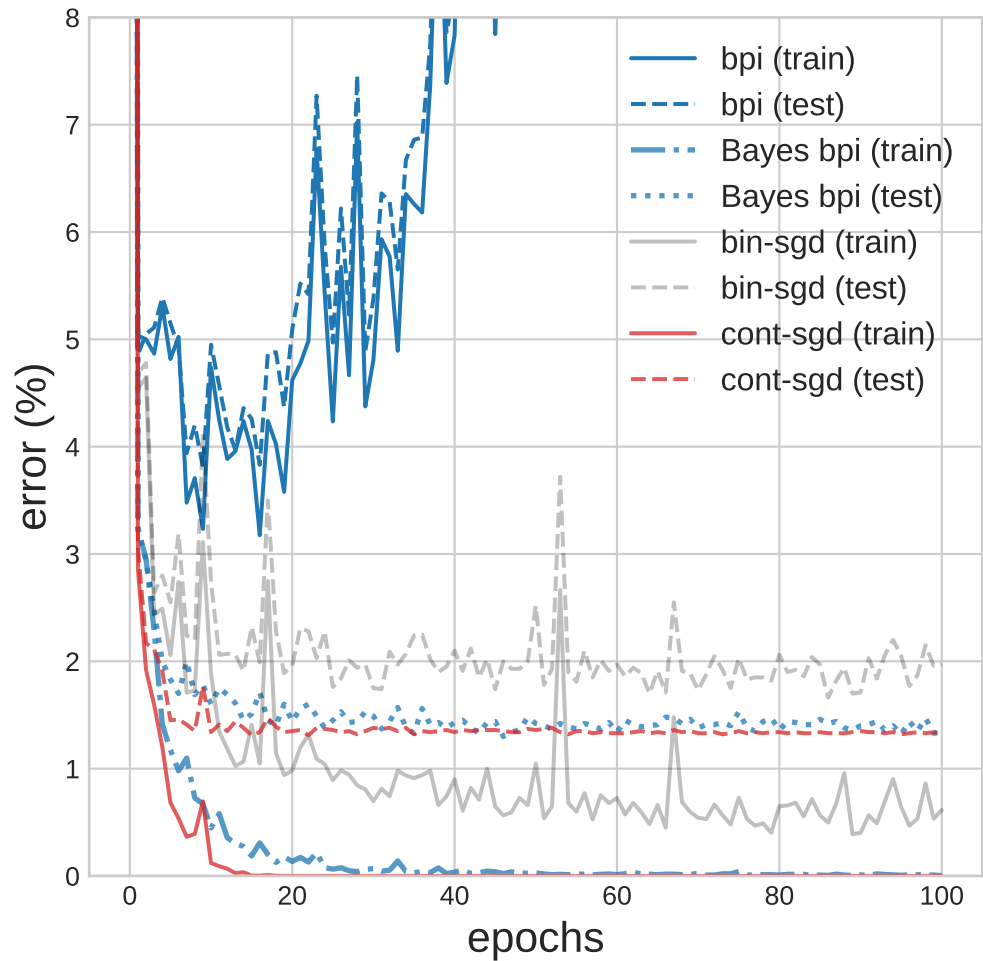 8
7
6
5
4
3
2
1
0
error (%)
0 20 40 60 80 100
epochs
bpi (train)
bpi (test)
Bayes bpi (train)
Bayes bpi (test)
bin-sgd (train)
bin-sgd (test)
cont-sgd (train)
cont-sgd (test)